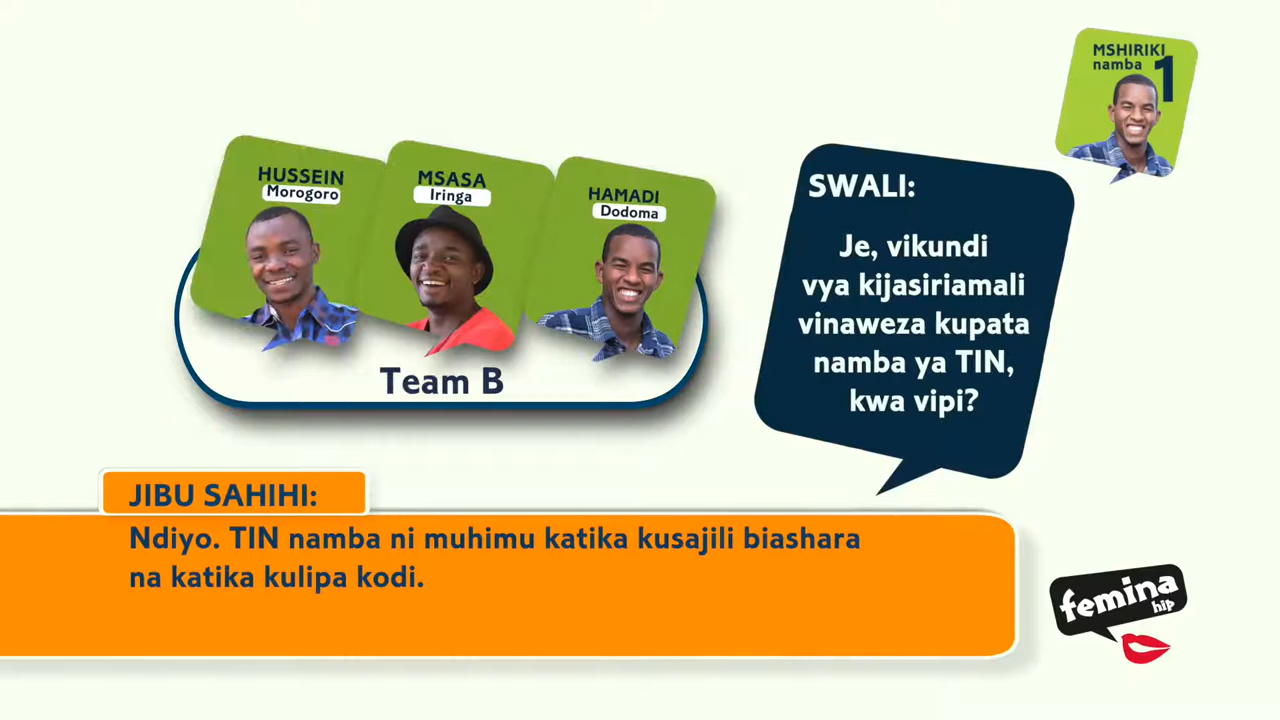 MSHIRIKI
namba 1
HUSSEIN
Morogoro
MSASA
Iringa
HAMADI
Dodoma
Team B
SWALI:
Je, vikundi
vya kijasiriamali
vinaweza kupata
namba ya TIN,
kwa vipi?
JIBU SAHIHI:
Ndiyo. TIN namba ni muhimu katika kusajili biashara
na katika kulipa kodi.
femina
hip